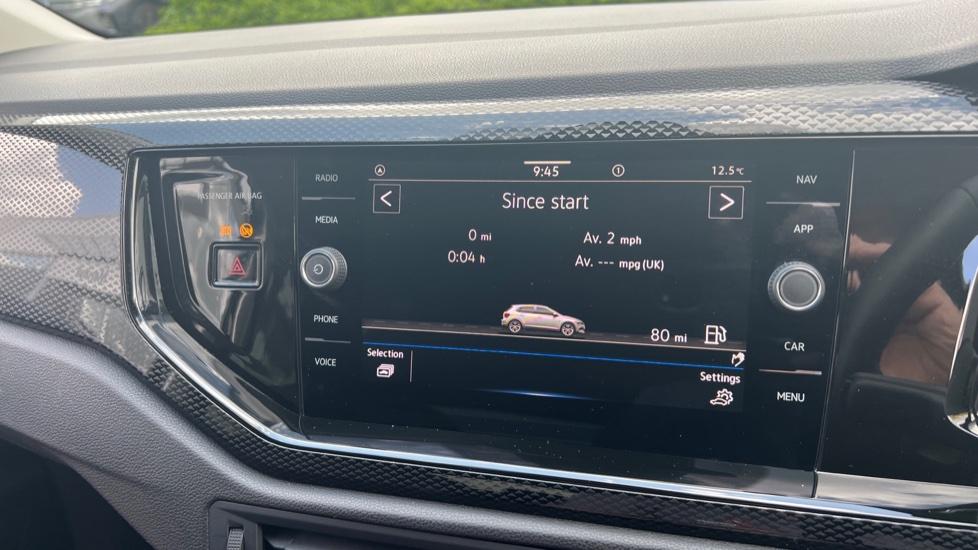 PASSENGER AIR BAG
RADIO
MEDIA
PHONE
VOICE
9:45
1
12.5°C
<
Since start
>
0 mi
Av. 2 mph
0:04 h
Av. --- mpg (UK)
80 mi
Selection
Settings
NAV
APP
CAR
MENU